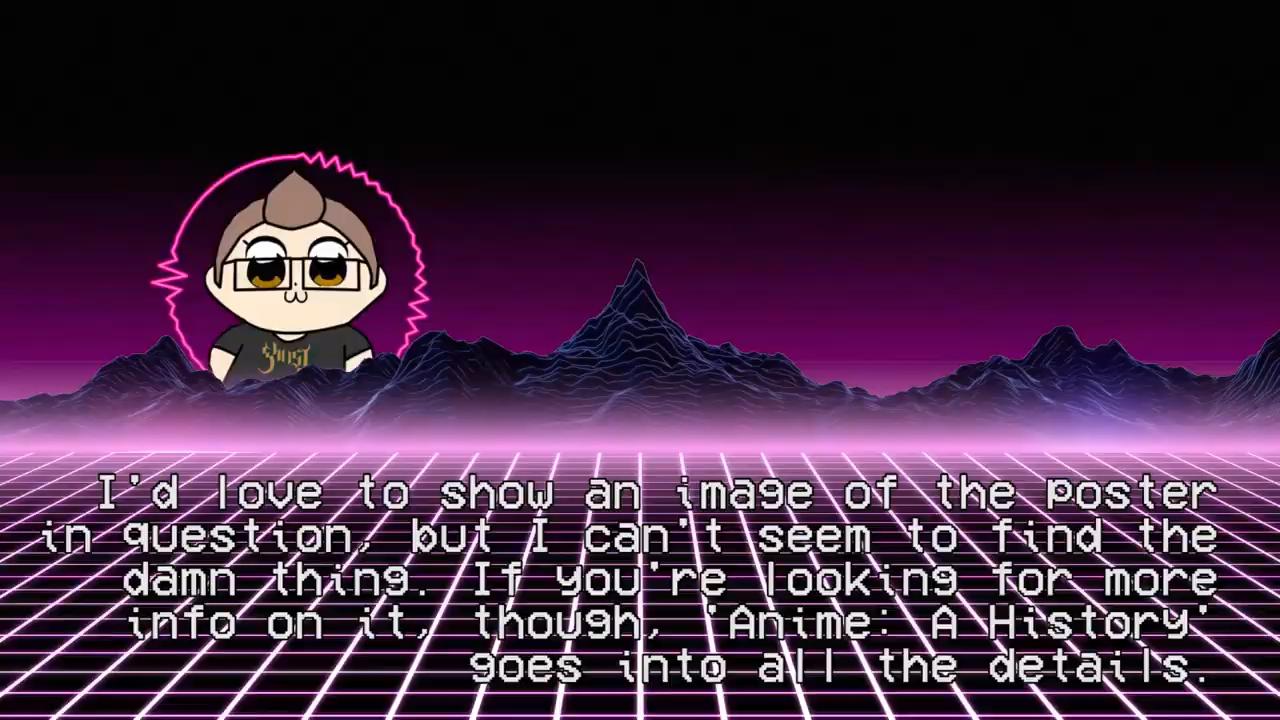 GHOST
I'd love to show an image of the poster
in question, but I can't seem to find the
damn thing. If you're looking for more
info on it, though, 'Anime: A History'
goes into all the details.